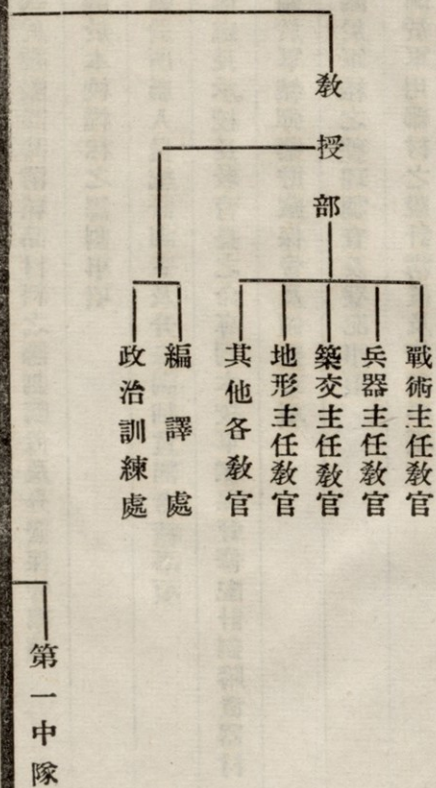 教授部
戰術主任教官
兵器主任教官
築交主任教官
地形主任教官
其他各教官
編譯處
政治訓練處
第一中隊